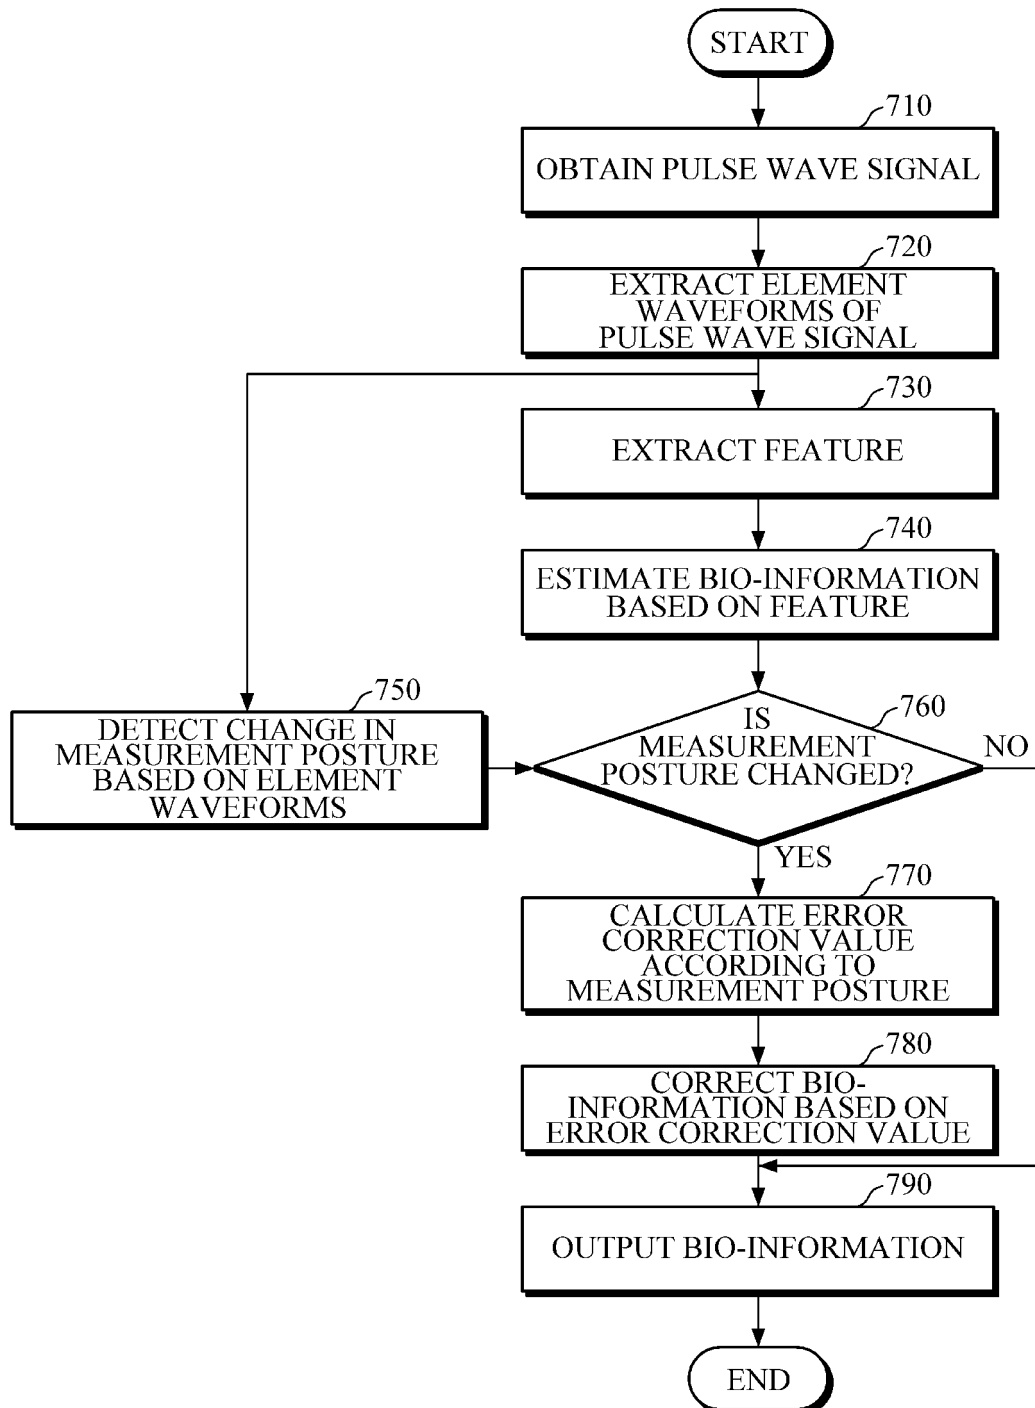 START
710
OBTAIN PULSE WAVE SIGNAL
720
EXTRACT ELEMENT
WAVEFORMS OF
PULSE WAVE SIGNAL
730
EXTRACT FEATURE
740
ESTIMATE BIO-INFORMATION
BASED ON FEATURE
750
DETECT CHANGE IN
MEASUREMENT POSTURE
BASED ON ELEMENT
WAVEFORMS
760
IS
MEASUREMENT
POSTURE CHANGED?
NO
YES
770
CALCULATE ERROR
CORRECTION VALUE
ACCORDING TO
MEASUREMENT POSTURE
780
CORRECT BIO-
INFORMATION BASED ON
ERROR CORRECTION VALUE
790
OUTPUT BIO-INFORMATION
END